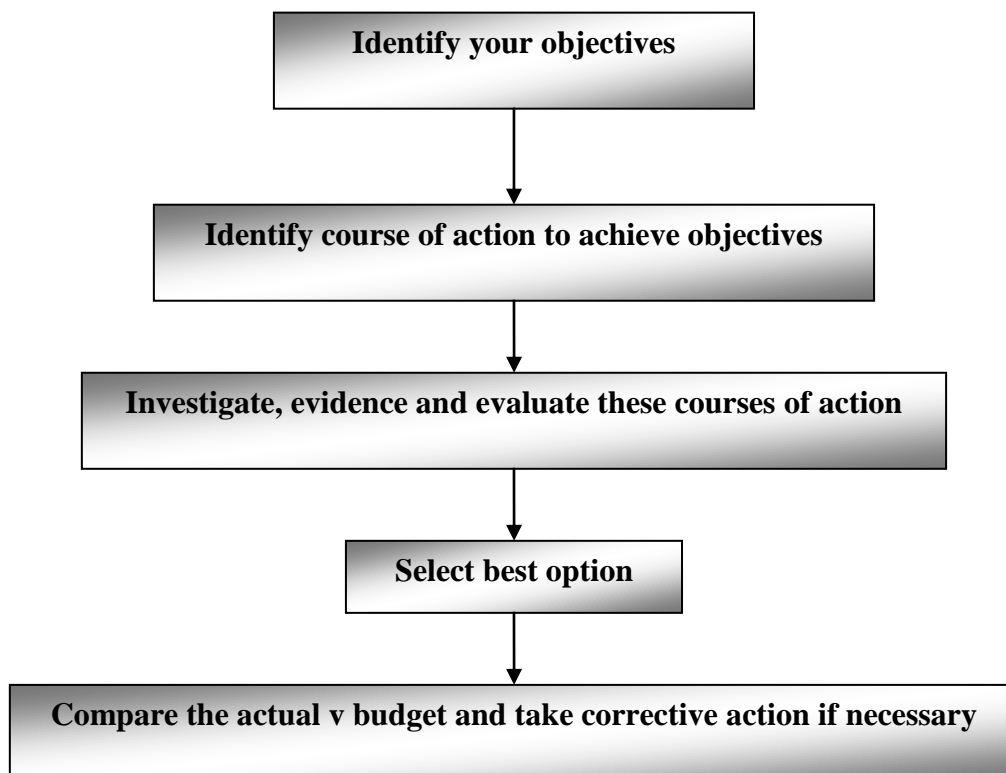 Identify your objectives
Identify course of action to achieve objectives
Investigate, evidence and evaluate these courses of action
Select best option
Compare the actual v budget and take corrective action if necessary